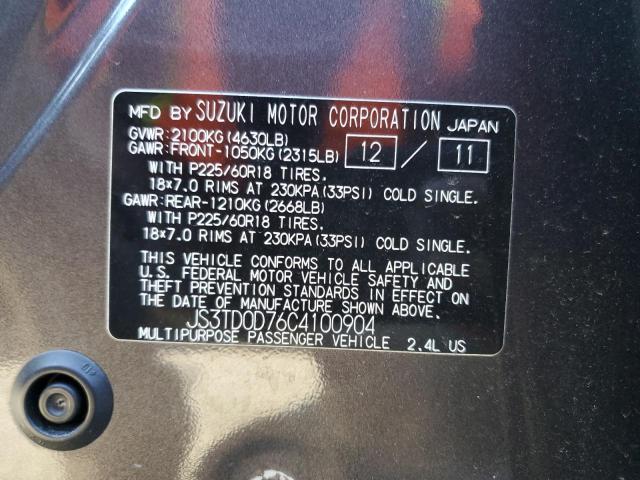 MFD BY SUZUKI MOTOR CORPORATION JAPAN
GVWR:2100KG(4630LB)
GAWR:FRONT-1050KG(2315LB) 12 / 11
WITH P225/60R18 TIRES.
18×7.0 RIMS AT 230KPA(33PSI) COLD SINGLE.
GAWR:REAR-1210KG(2668LB)
WITH P225/60R18 TIRES.
18×7.0 RIMS AT 230KPA(33PSI) COLD SINGLE.
THIS VEHICLE CONFORMS TO ALL APPLICABLE
U.S. FEDERAL MOTOR VEHICLE SAFETY AND
THEFT PREVENTION STANDARDS IN EFFECT ON
THE DATE OF MANUFACTURE SHOWN ABOVE.
JS3TD0D76C4100904
MULTIPURPOSE PASSENGER VEHICLE 2.4L US